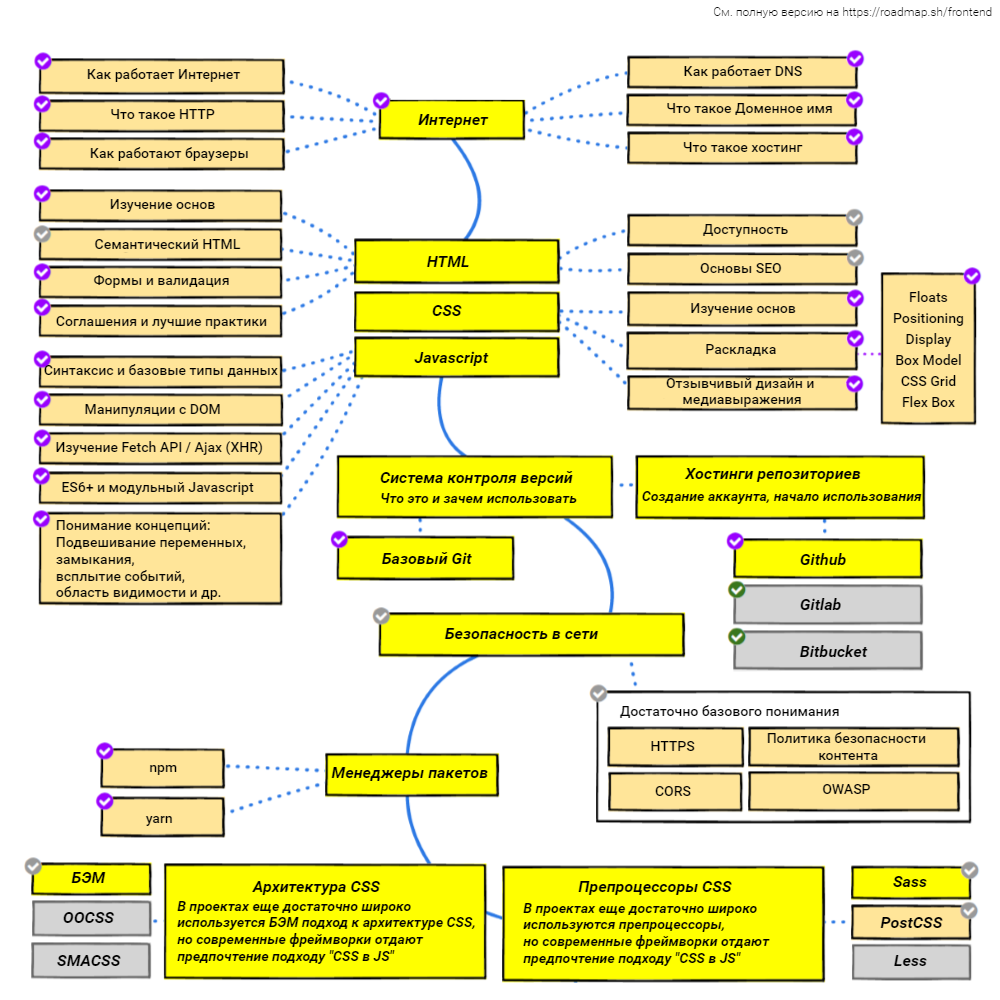 См. полную версию на https://roadmap.sh/frontend
Как работает Интернет
Что такое HTTP
Как работают браузеры
Интернет
Как работает DNS
Что такое Доменное имя
Что такое хостинг
Изучение основ
Семантический HTML
Формы и валидация
Соглашения и лучшие практики
HTML
CSS
Javascript
Доступность
Основы SEO
Изучение основ
Раскладка
Отзывчивый дизайн и
медиавыражения
Floats
Positioning
Display
Box Model
CSS Grid
Flex Box
Синтаксис и базовые типы данных
Манипуляции с DOM
Изучение Fetch API / Ajax (XHR)
ES6+ и модульный Javascript
Понимание концепций:
Подвешивание переменных,
замыкания,
всплытие событий,
область видимости и др.
Система контроля версий
Что это и зачем использовать
Хостинги репозиториев
Создание аккаунта, начало использования
Базовый Git
Github
Gitlab
Bitbucket
Безопасность в сети
Достаточно базового понимания
HTTPS
Политика безопасности
контента
CORS
OWASP
Менеджеры пакетов
npm
yarn
БЭМ
OOCSS
SMACSS
Архитектура CSS
В проектах еще достаточно широко
используется БЭМ подход к архитектуре CSS,
но современные фреймворки отдают
предпочтение подходу "CSS в JS"
Препроцессоры CSS
В проектах еще достаточно широко
используются препроцессоры,
но современные фреймворки отдают
предпочтение подходу "CSS в JS"
Sass
PostCSS
Less